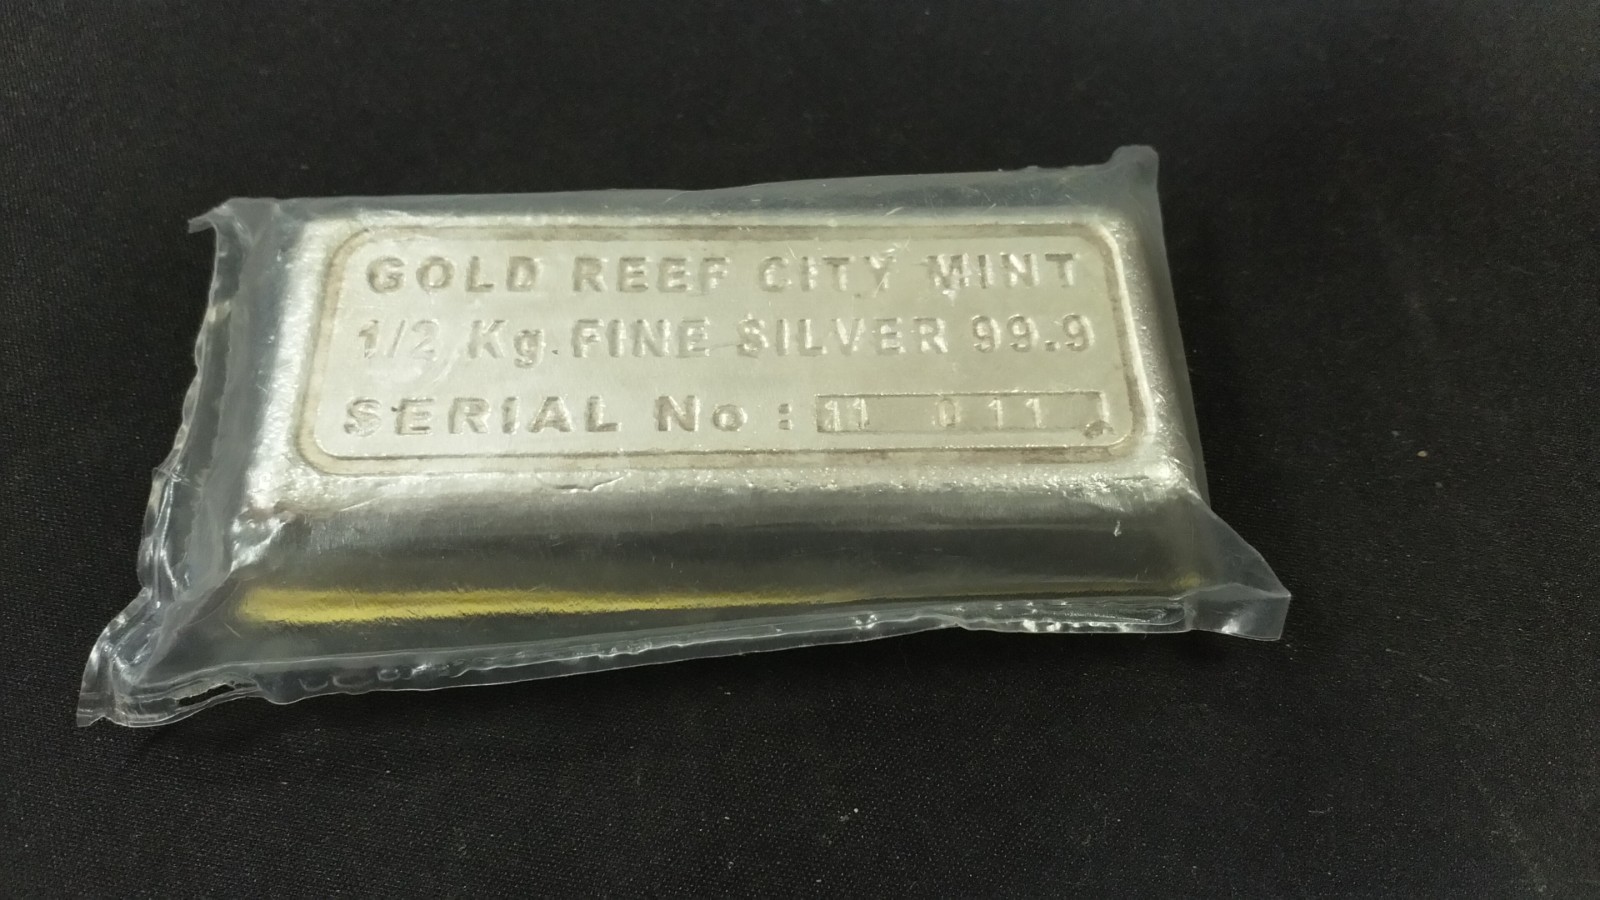 GOLD REEF CITY MINT
1/2 Kg. FINE SILVER 99.9
SERIAL No: 11 011